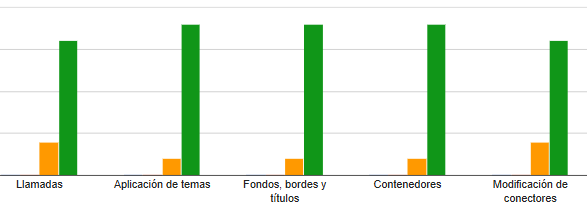 Llamadas
Aplicación de temas
Fondos, bordes y
títulos
Contenedores
Modificación de
conectores